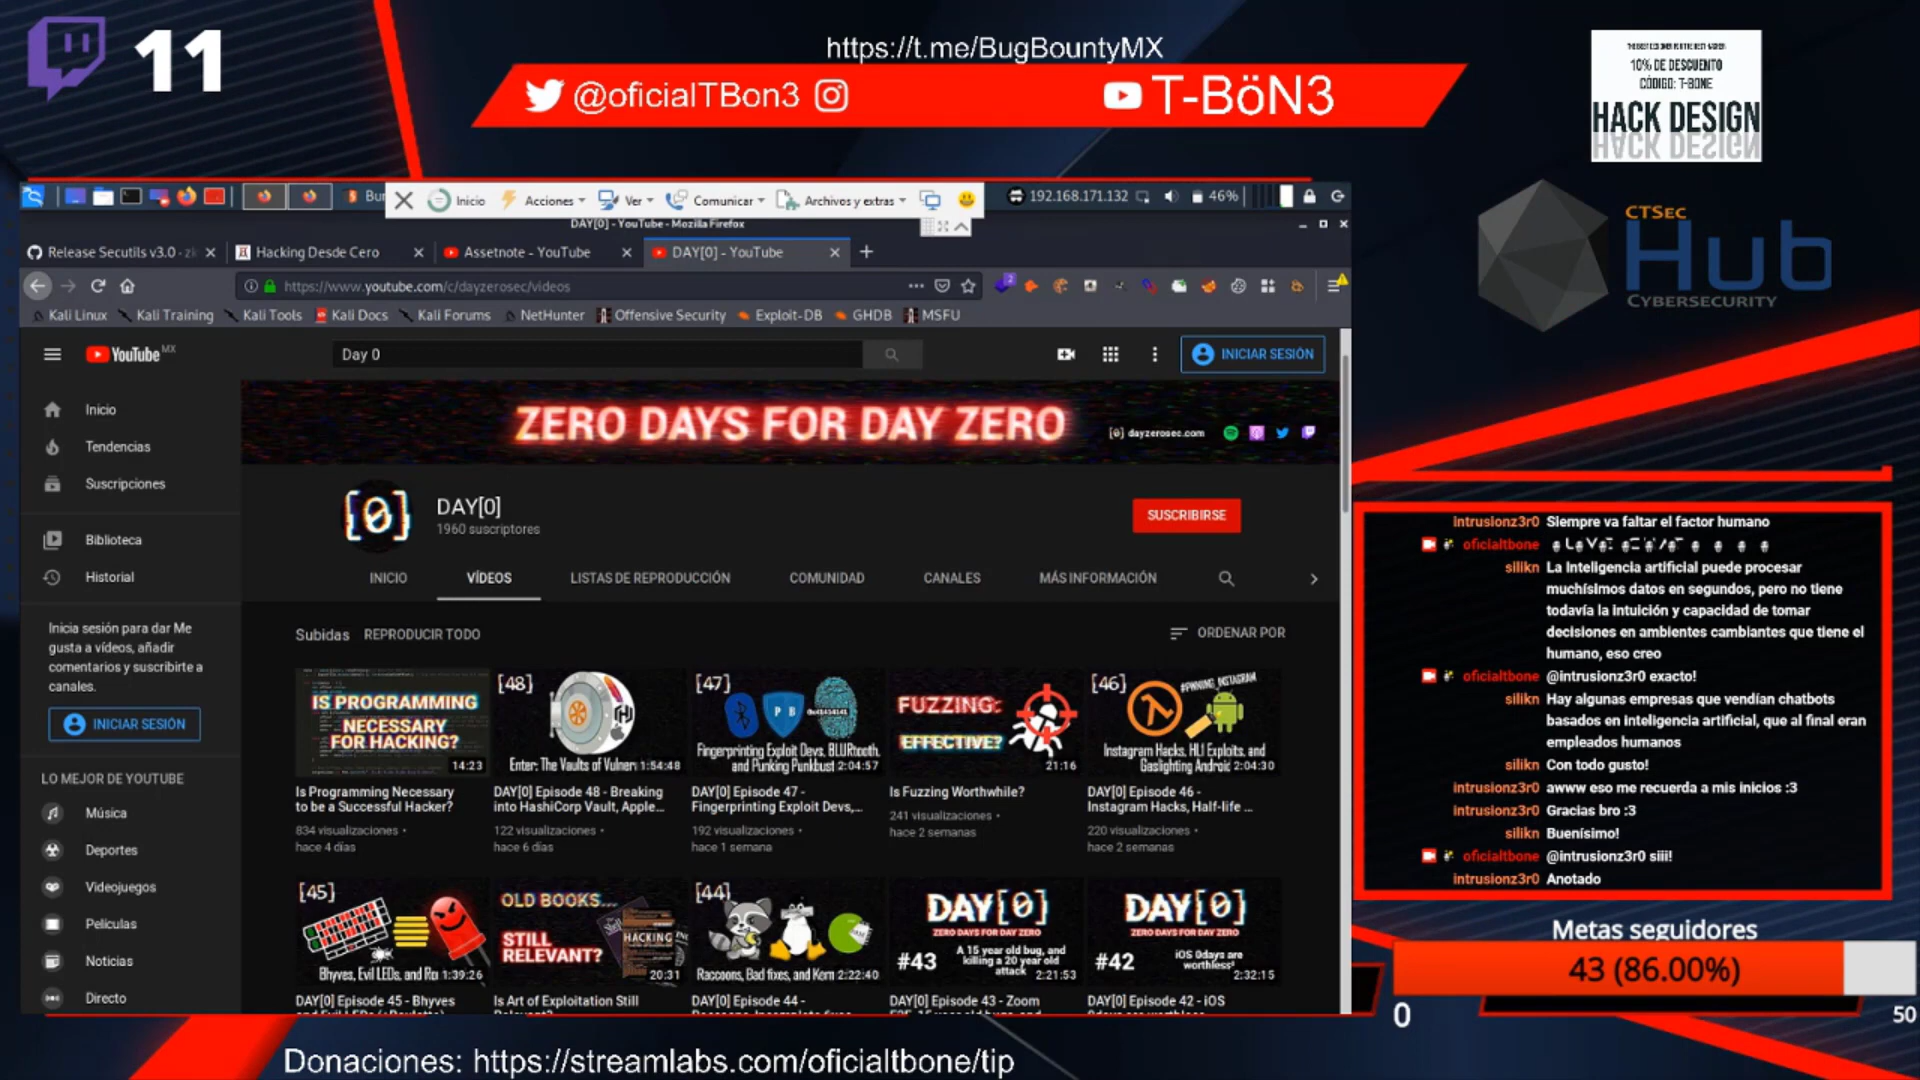 11
https://t.me/BugBountyMX
@oficialTBon3
T-BöN3
10% DE DESCUENTO
CÓDIGO: T-BONE
HACK DESIGN
CTSEC
Hub
CYBERSECURITY
Inicio
Acciones
Ver
Comunicar
Archivos y extras
192.168.171.132
46%
DAY[0] - YouTube - Mozilla Firefox
Release Secutils v3.0 - z
Hacking Desde Cero
Assetnote - YouTube
DAY[0] - YouTube
https://www.youtube.com/c/dayzerosec/videos
Kali Linux
Kali Training
Kali Tools
Kali Docs
Kali Forums
NetHunter
Offensive Security
Exploit-DB
GHDB
MSFU
YouTube MX
Day 0
INICIAR SESIÓN
Inicio
Tendencias
Suscripciones
Biblioteca
Historial
Inicia sesión para dar Me
gusta a vídeos, añadir
comentarios y suscribirte a
canales.
INICIAR SESIÓN
LO MEJOR DE YOUTUBE
Música
Deportes
Videojuegos
Películas
Noticias
Directo
ZERO DAYS FOR DAY ZERO
[0] dayzerosec.com
[0]
DAY[0]
1960 suscriptores
SUSCRIBIRSE
INICIO
VÍDEOS
LISTAS DE REPRODUCCIÓN
COMUNIDAD
CANALES
MÁS INFORMACIÓN
Subidas
REPRODUCIR TODO
ORDENAR POR
IS PROGRAMMING
NECESSARY
FOR HACKING?
14:23
Is Programming Necessary
to be a Successful Hacker?
834 visualizaciones •
hace 4 días
[48]
Enter: The Vaults of Vulner
1:54:48
DAY[0] Episode 48 - Breaking
into HashiCorp Vault, Apple...
122 visualizaciones •
hace 6 días
[47]
P B
0x41414141
Fingerprinting Exploit Devs, BLURtooth,
and Punking Punkbust
2:04:57
DAY[0] Episode 47 -
Fingerprinting Exploit Devs,...
192 visualizaciones •
hace 1 semana
FUZZING:
EFFECTIVE?
21:16
Is Fuzzing Worthwhile?
241 visualizaciones •
hace 2 semanas
[46]
#PWNING_INSTAGRAM
Instagram Hacks, HL1 Exploits, and
Gaslighting Android
2:04:30
DAY[0] Episode 46 -
Instagram Hacks, Half-life ...
220 visualizaciones •
hace 2 semanas
[45]
Bhyves, Evil LEDs, and Ro
1:39:26
DAY[0] Episode 45 - Bhyves
OLD BOOKS...
STILL
RELEVANT?
HACKING
20:31
Is Art of Exploitation Still
[44]
Raccoons, Bad fixes, and Kern
2:22:40
DAY[0] Episode 44 -
DAY[0]
ZERO DAYS FOR DAY ZERO
#43
A 15 year old bug, and
killing a 20 year old
attack
2:21:53
DAY[0] Episode 43 - Zoom
DAY[0]
ZERO DAYS FOR DAY ZERO
#42
iOS 0days are
worthless?
2:32:15
DAY[0] Episode 42 - iOS
intrusionz3r0 Siempre va faltar el factor humano
oficialtbone
silikn La Inteligencia artificial puede procesar
muchísimos datos en segundos, pero no tiene
todavía la intuición y capacidad de tomar
decisiones en ambientes cambiantes que tiene el
humano, eso creo
oficialtbone @intrusionz3r0 exacto!
silikn Hay algunas empresas que vendían chatbots
basados en inteligencia artificial, que al final eran
empleados humanos
silikn Con todo gusto!
intrusionz3r0 awww eso me recuerda a mis inicios :3
intrusionz3r0 Gracias bro :3
silikn Buenísimo!
oficialtbone @intrusionz3r0 siii!
intrusionz3r0 Anotado
Metas seguidores
43 (86.00%)
0
50
Donaciones: https://streamlabs.com/oficialtbone/tip